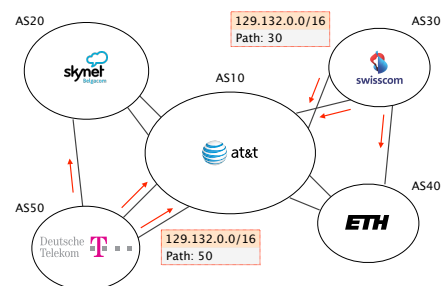 129.132.0.0/16
Path: 30
AS30
AS20
AS10
skynet
Belgacom
swisscom
at&t
AS40
AS50
ETH
Deutsche
Telekom
T
129.132.0.0/16
Path: 50